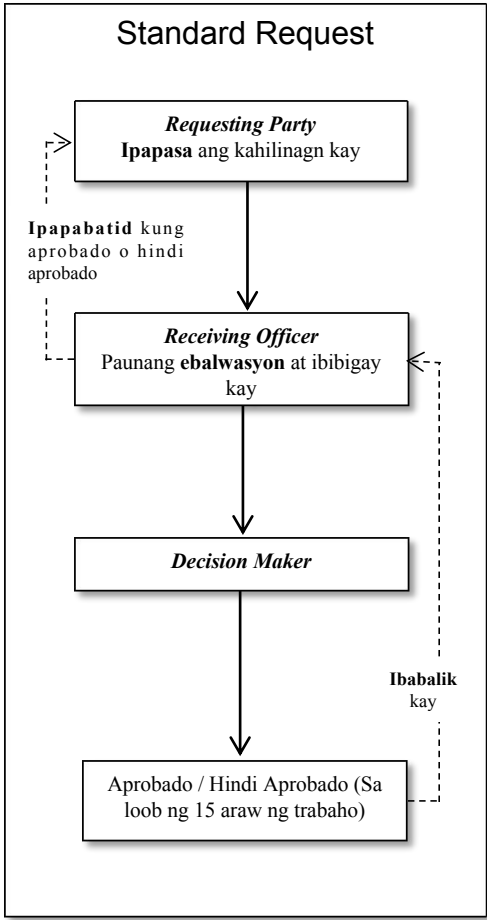 Standard Request
Requesting Party
Ipapasa ang kahilinagn kay
Ipapabatid kung
aprobado o hindi
aprobado
Receiving Officer
Paunang ebalwasyon at ibibigay
kay
Decision Maker
Ibabalik
kay
Aprobado / Hindi Aprobado (Sa
loob ng 15 araw ng trabaho)